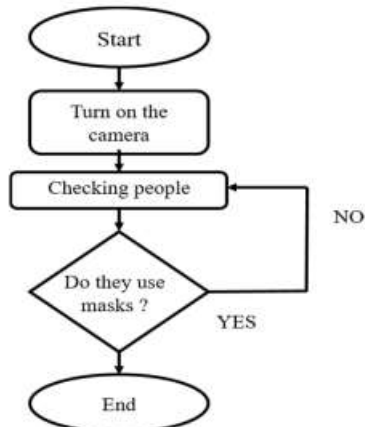 Start
Turn on the
camera
Checking people
NO
Do they use
masks ?
YES
End